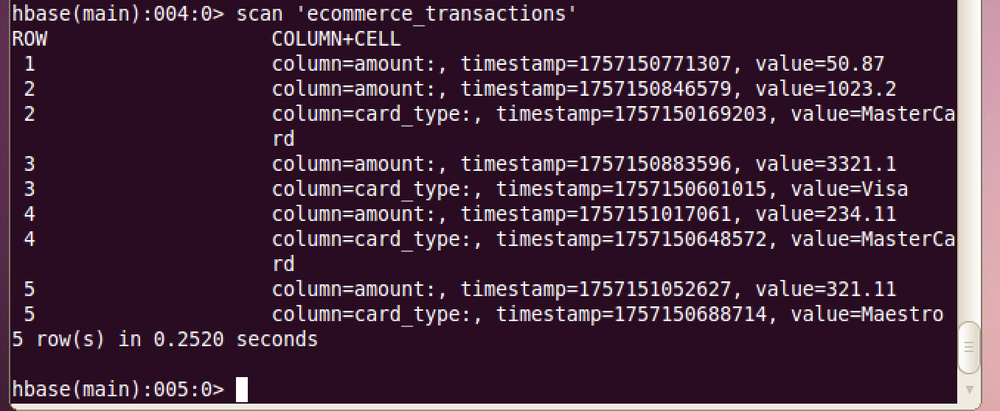 hbase(main):004:0> scan 'ecommerce_transactions'
ROW                   COLUMN+CELL
 1                    column=amount:, timestamp=1757150771307, value=50.87
 2                    column=amount:, timestamp=1757150846579, value=1023.2
 2                    column=card_type:, timestamp=1757150169203, value=MasterCa
                      rd
 3                    column=amount:, timestamp=1757150883596, value=3321.1
 3                    column=card_type:, timestamp=1757150601015, value=Visa
 4                    column=amount:, timestamp=1757151017061, value=234.11
 4                    column=card_type:, timestamp=1757150648572, value=MasterCa
                      rd
 5                    column=amount:, timestamp=1757151052627, value=321.11
 5                    column=card_type:, timestamp=1757150688714, value=Maestro
5 row(s) in 0.2520 seconds

hbase(main):005:0>